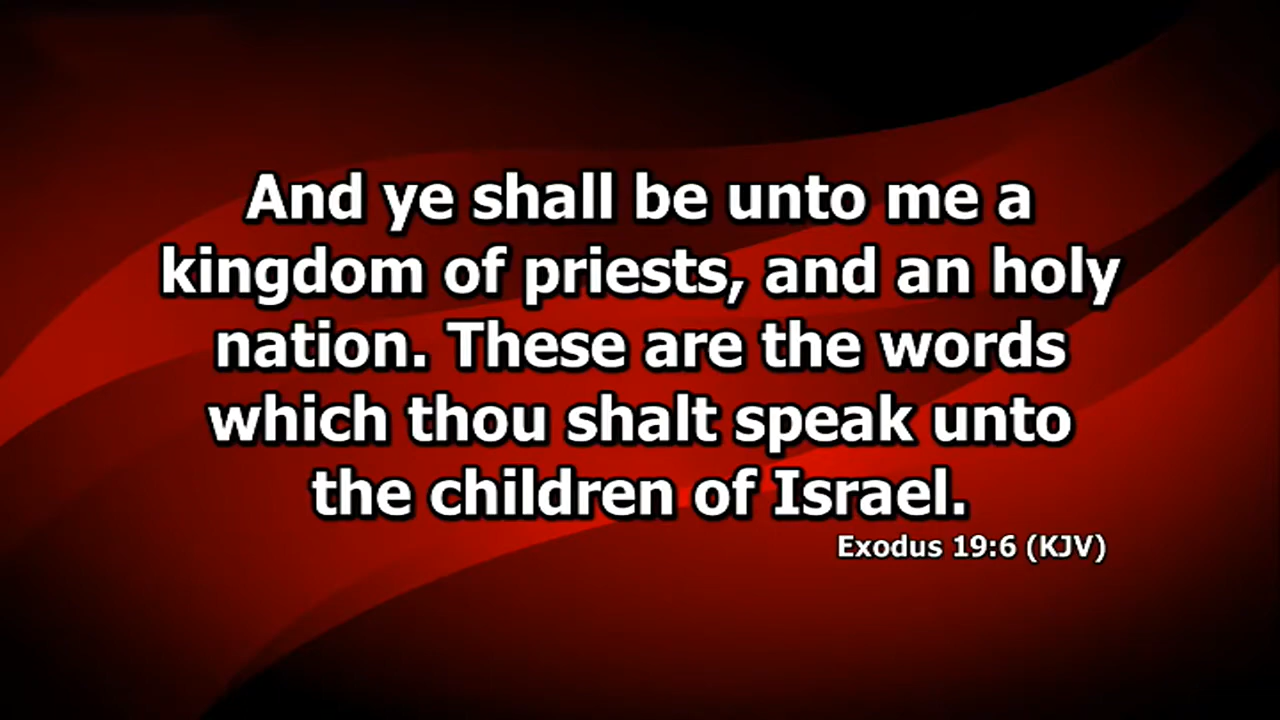 And ye shall be unto me a
kingdom of priests, and an holy
nation. These are the words
which thou shalt speak unto
the children of Israel.
Exodus 19:6 (KJV)